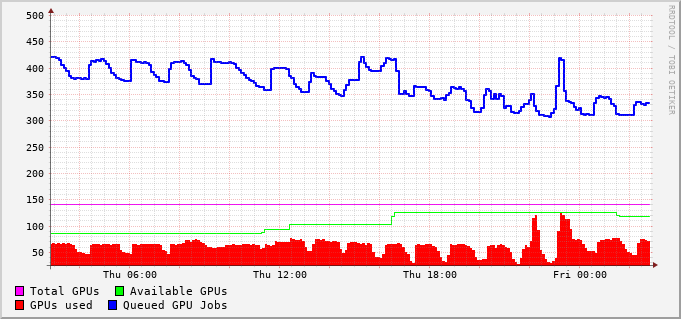 500
450
400
350
300
250
200
150
100
50
Thu 06:00 Thu 12:00 Thu 18:00 Fri 00:00
Total GPUs Available GPUs
GPUs used Queued GPU Jobs
RRDTOOL / TOBI OETIKER